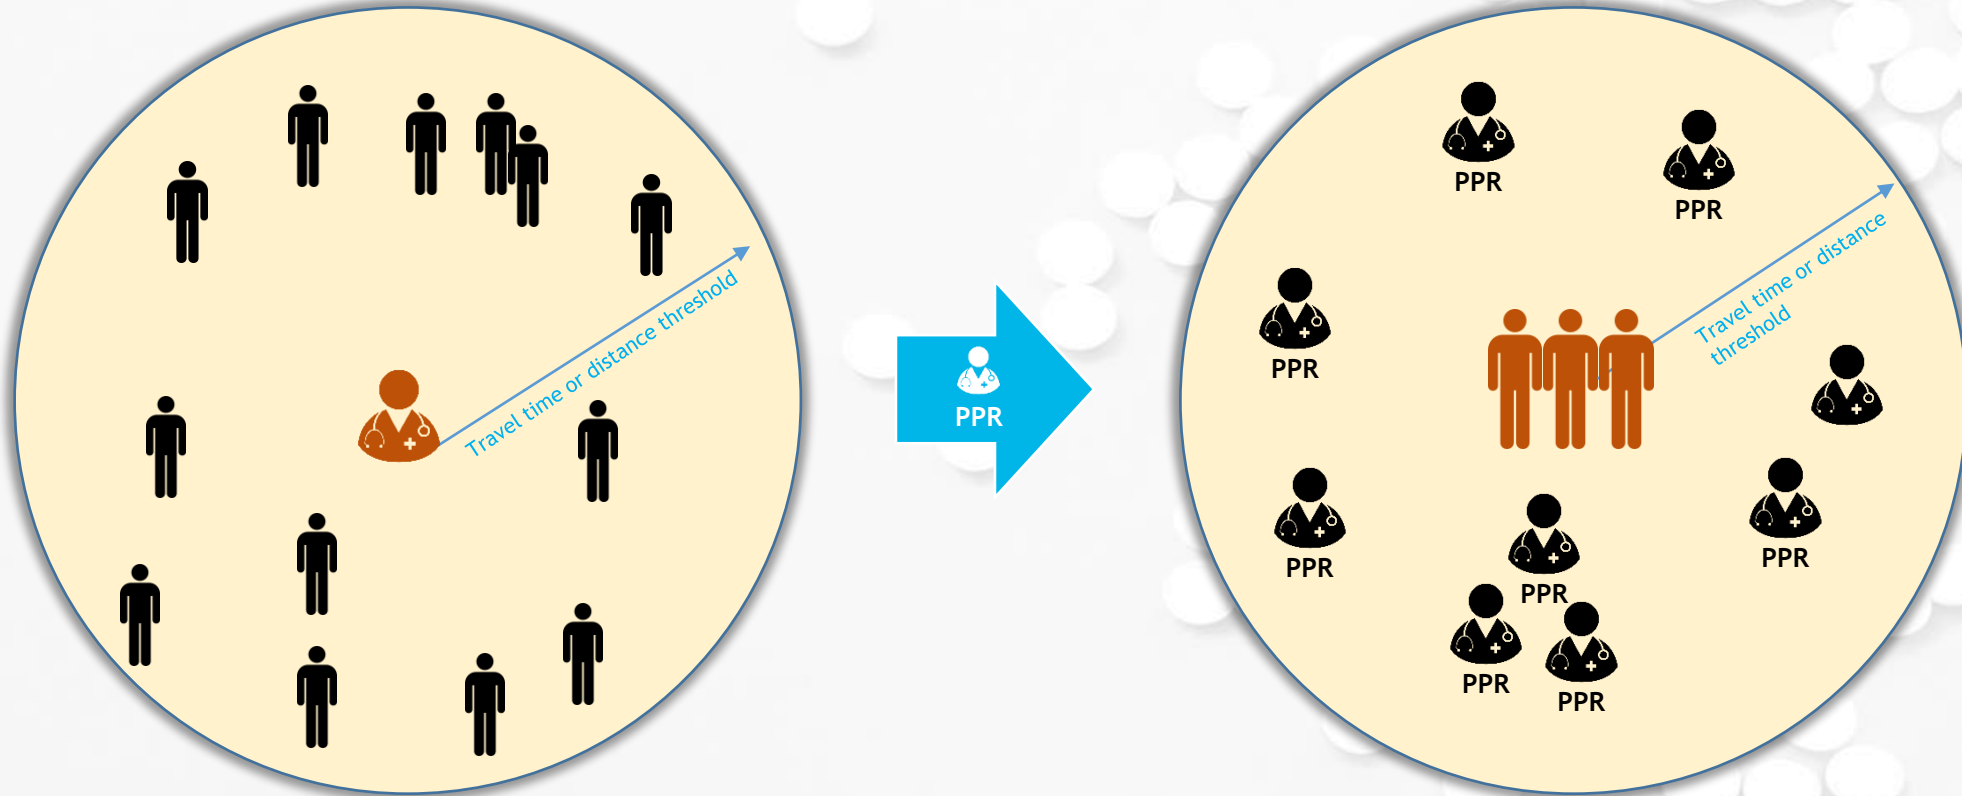 Travel time or distance threshold
PPR
PPR
PPR
Travel time or distance
threshold
PPR
PPR
PPR
PPR
PPR
PPR